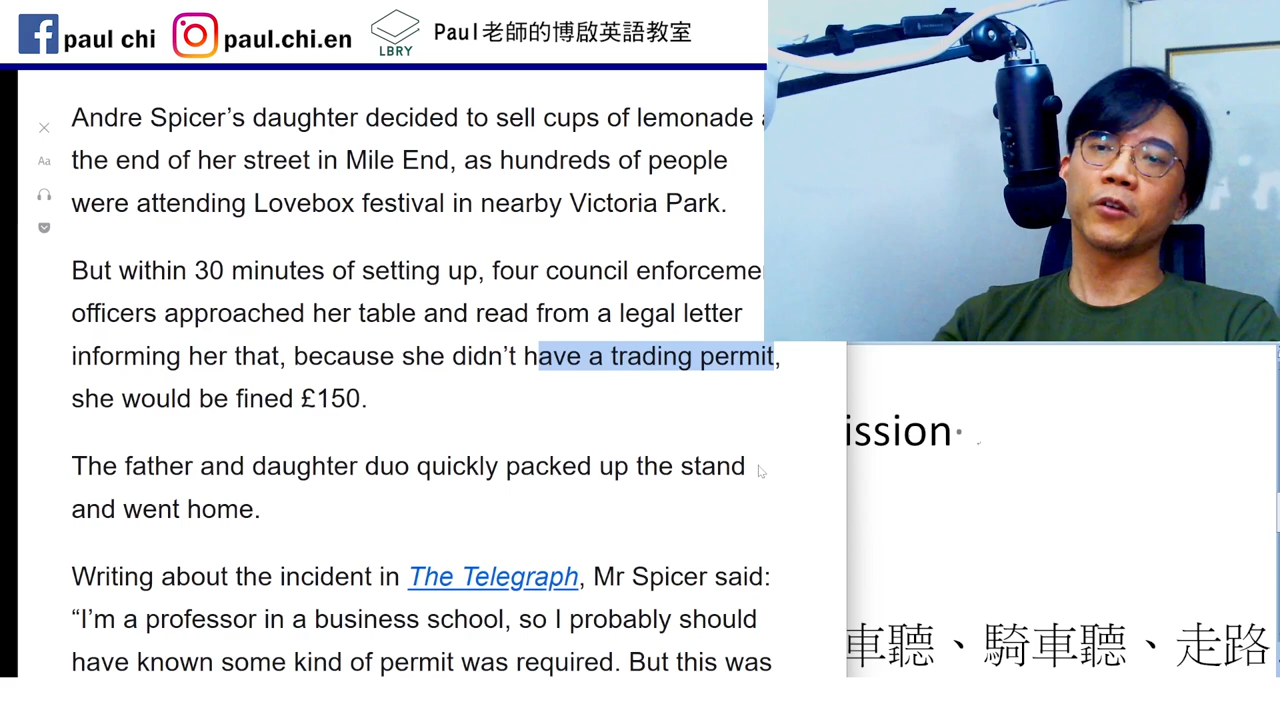 paul chi
paul.chi.en
LBRY
Paul老師的博啟英語教室
Andre Spicer’s daughter decided to sell cups of lemonade
the end of her street in Mile End, as hundreds of people
were attending Lovebox festival in nearby Victoria Park.
But within 30 minutes of setting up, four council enforceme
officers approached her table and read from a legal letter
informing her that, because she didn’t have a trading permit,
she would be fined £150.
The father and daughter duo quickly packed up the stand
and went home.
Writing about the incident in The Telegraph, Mr Spicer said:
“I’m a professor in a business school, so I probably should
have known some kind of permit was required. But this was
Aa
ission
車聽、騎車聽、走路